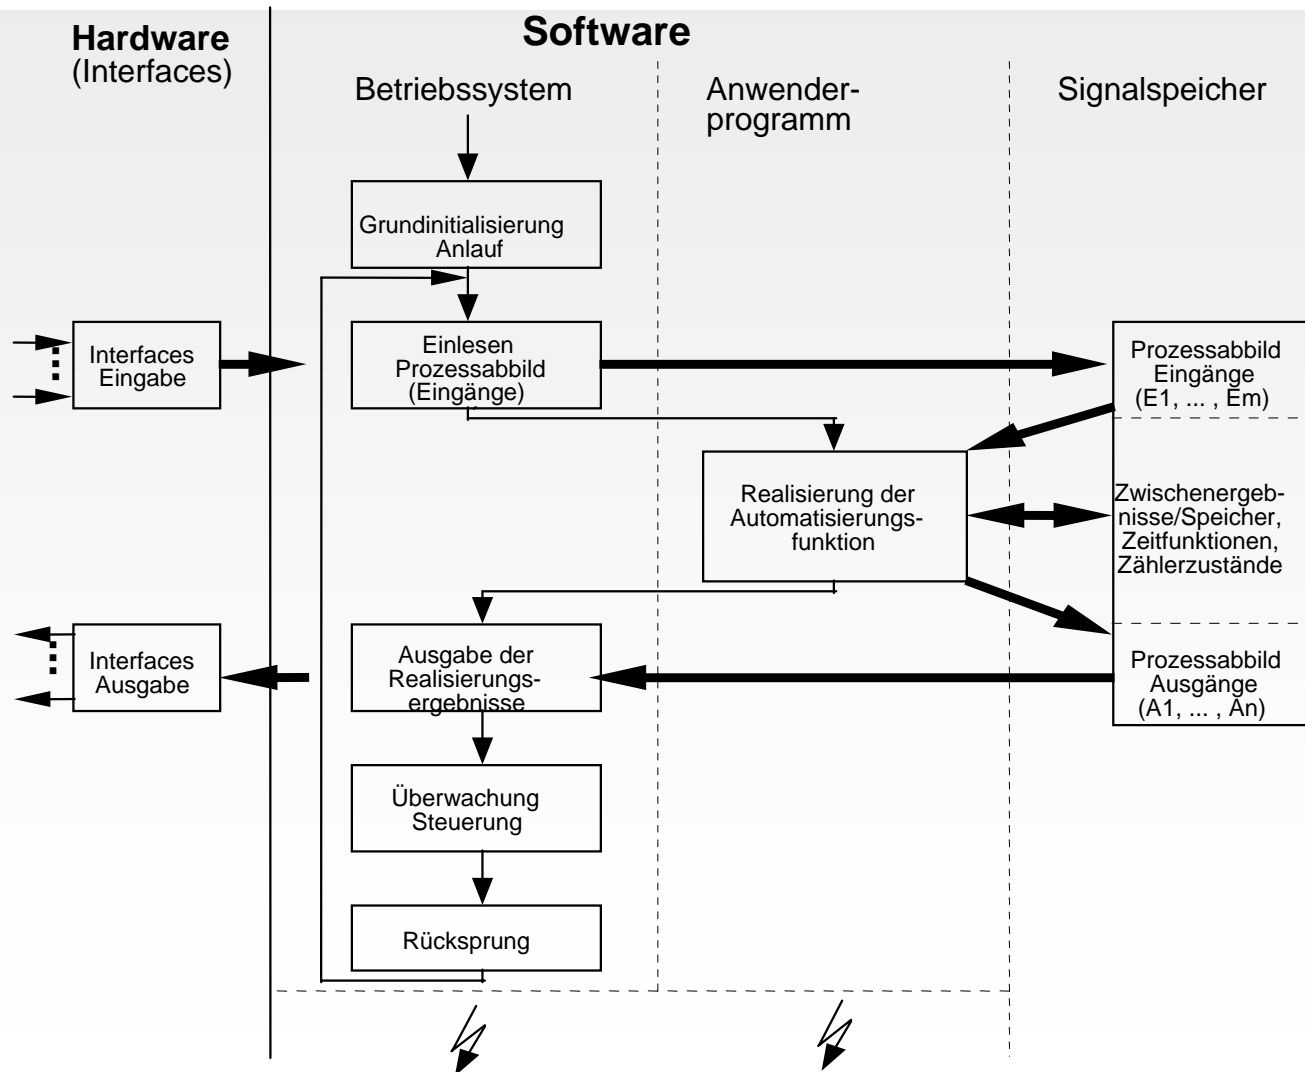 Hardware
(Interfaces)
Software
Betriebssystem
Anwender-
programm
Signalspeicher
Grundinitialisierung
Anlauf
Interfaces
Eingabe
Einlesen
Prozessabbild
(Eingänge)
Prozessabbild
Eingänge
(E1, ... , Em)
Realisierung der
Automatisierungs-
funktion
Zwischenergeb-
nisse/Speicher,
Zeitfunktionen,
Zählerzustände
Interfaces
Ausgabe
Ausgabe der
Realisierungs-
ergebnisse
Prozessabbild
Ausgänge
(A1, ... , An)
Überwachung
Steuerung
Rücksprung